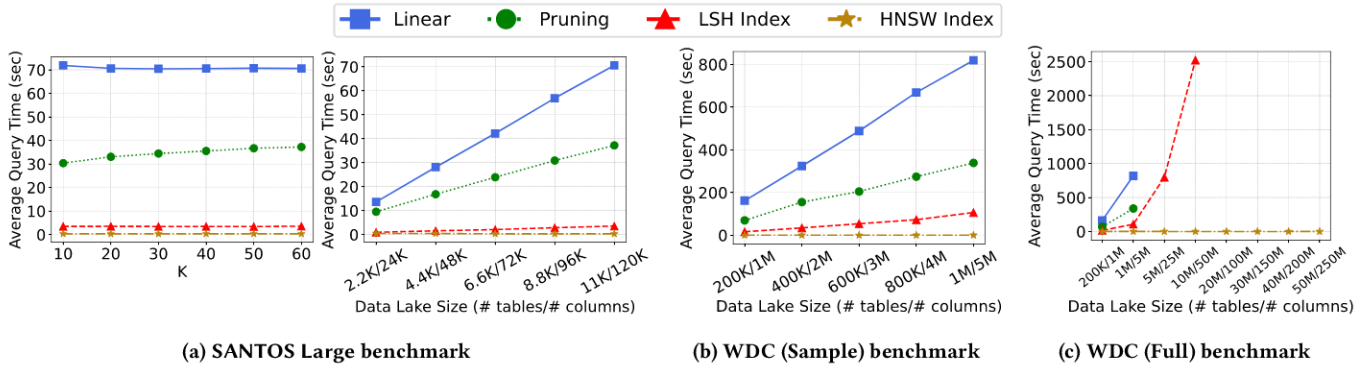 Linear Pruning LSH Index HNSW Index
Average Query Time (sec)
70
60
50
40
30
20
10
0
10 20 30 40 50 60
K
Average Query Time (sec)
70
60
50
40
30
20
10
0
2.2K/24K 4.4K/48K 6.6K/72K 8.8K/96K 11K/120K
Data Lake Size (# tables/# columns)
(a) SANTOS Large benchmark
Average Query Time (sec)
800
600
400
200
0
200K/1M 400K/2M 600K/3M 800K/4M 1M/5M
Data Lake Size (# tables/# columns)
(b) WDC (Sample) benchmark
Average Query Time (sec)
2500
2000
1500
1000
500
0
200K/1M 1M/5M 5M/25M 10M/50M 20M/100M 30M/150M 40M/200M 50M/250M
Data Lake Size (# tables/# columns)
(c) WDC (Full) benchmark